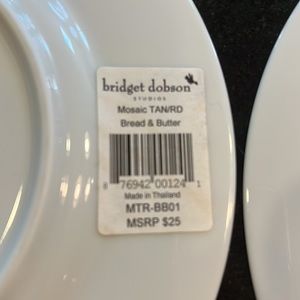 bridget dobson
STUDIOS
Mosaic TAN/RD
Bread & Butter
8 76942 00124 1
Made in Thailand
MTR-BB01
MSRP $25